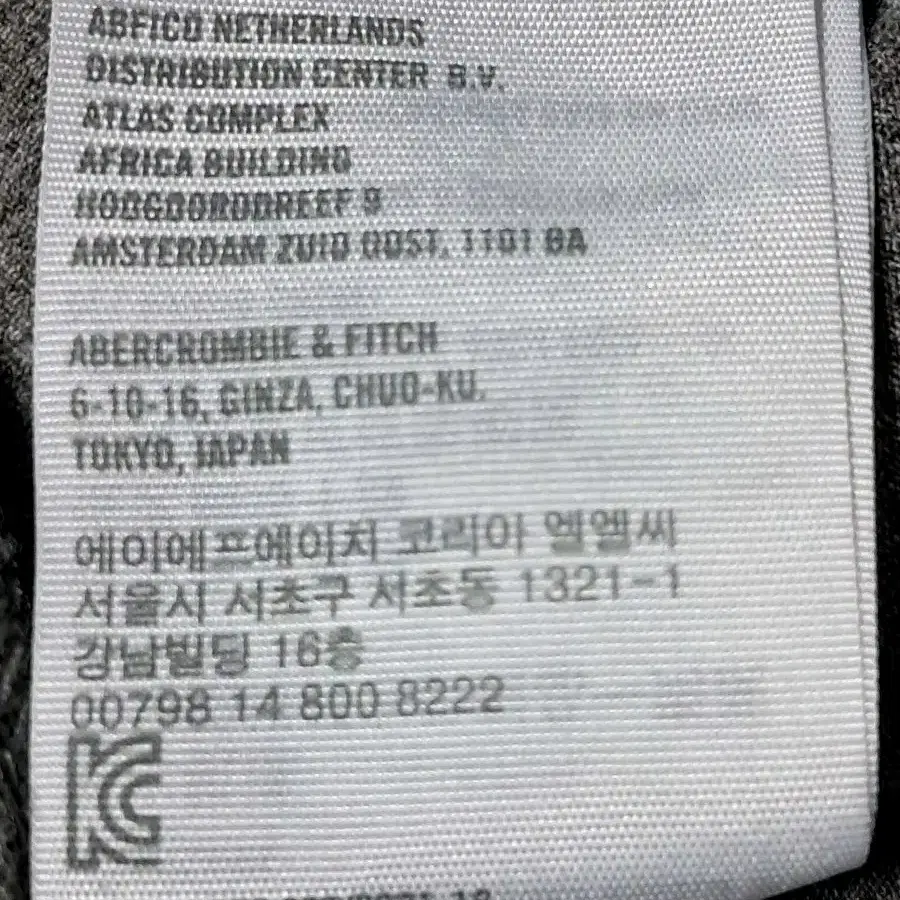 ABFICO NETHERLANDS
DISTRIBUTION CENTER B.V.
ATLAS COMPLEX
AFRICA BUILDING
HOOGOORDDREEF 9
AMSTERDAM ZUID OOST, 1101 BA
ABERCROMBIE & FITCH
6-10-16, GINZA, CHUO-KU,
TOKYO, JAPAN
에이에프에이치 코리아 엘엘씨
서울시 서초구 서초동 1321-1
강남빌딩 16층
00798 14 800 8222
KC